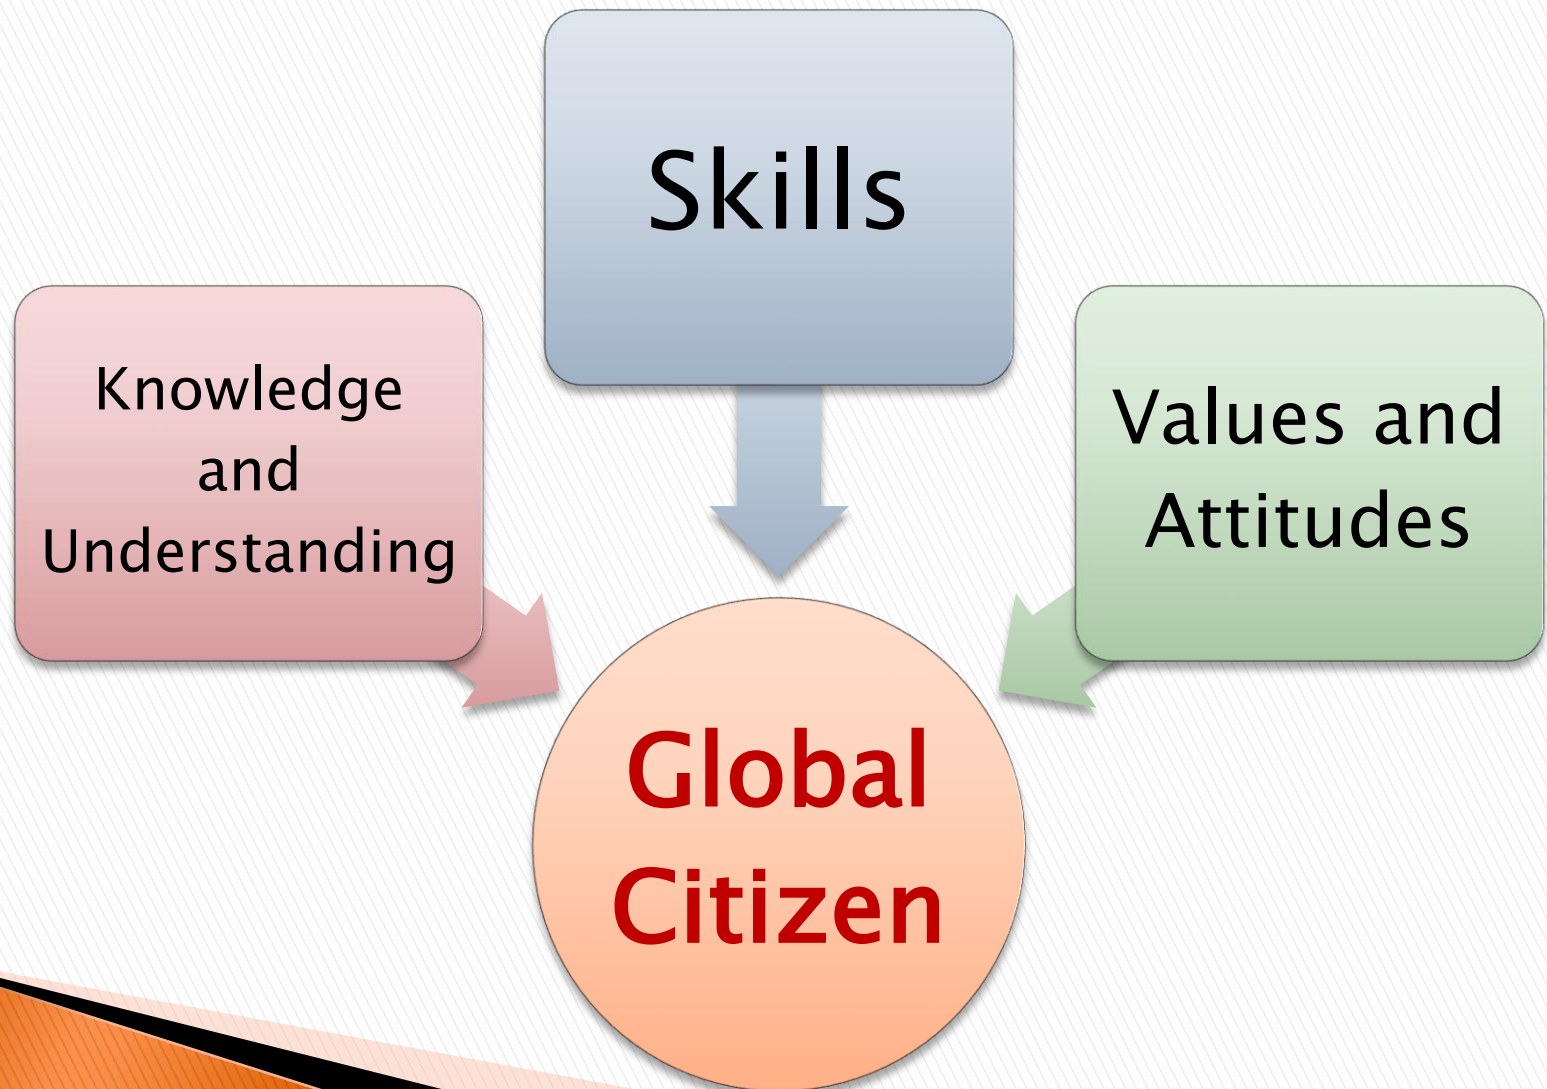 Skills
Knowledge
and
Understanding
Values and
Attitudes
Global
Citizen